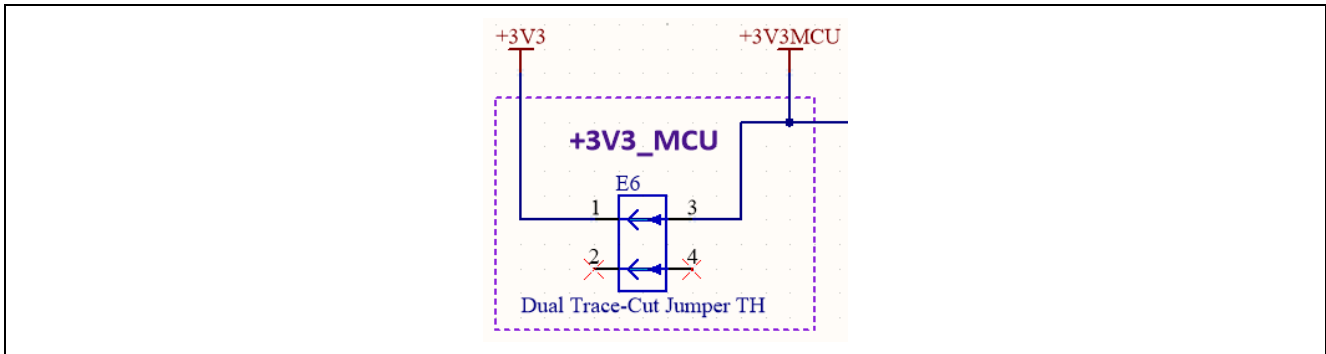 +3V3 +3V3MCU
+3V3_MCU
E6
1 3
2 4
Dual Trace-Cut Jumper TH